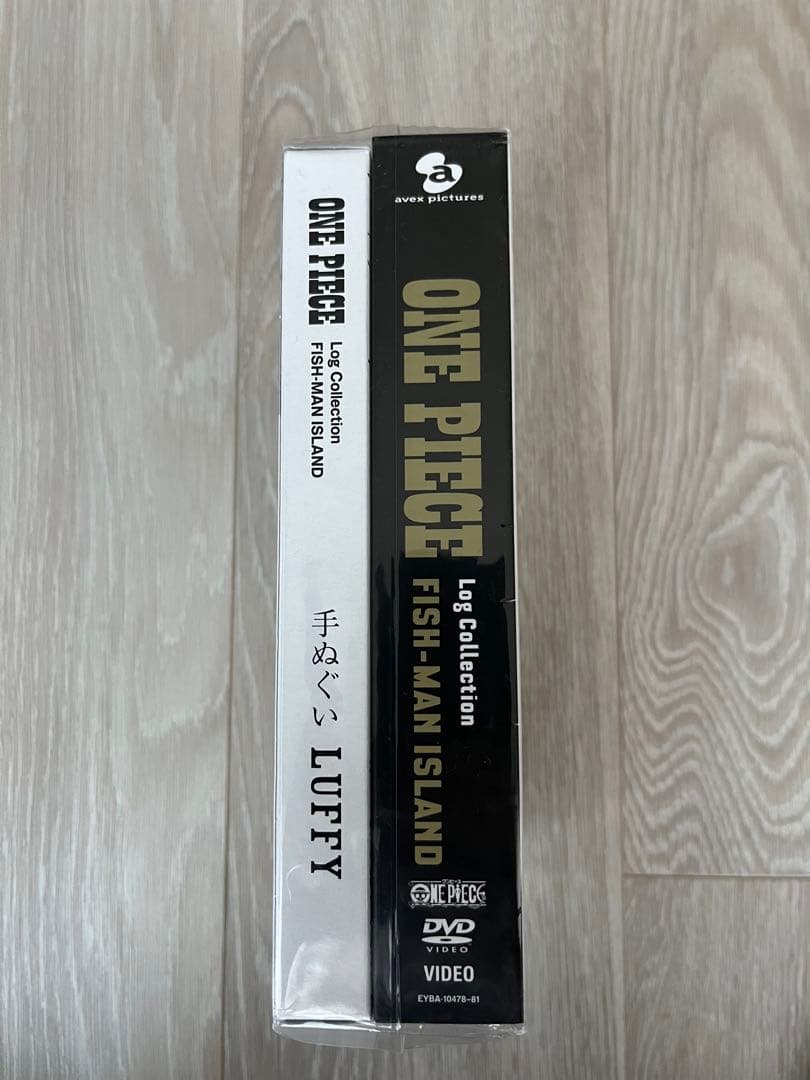 ONE PIECE
Log Collection
FISH-MAN ISLAND
手ぬぐい LUFFY
a
avex pictures
ONE PIECE
Log Collection
FISH-MAN ISLAND
ONE PIECE
DVD
VIDEO
VIDEO
EYBA-10478~81